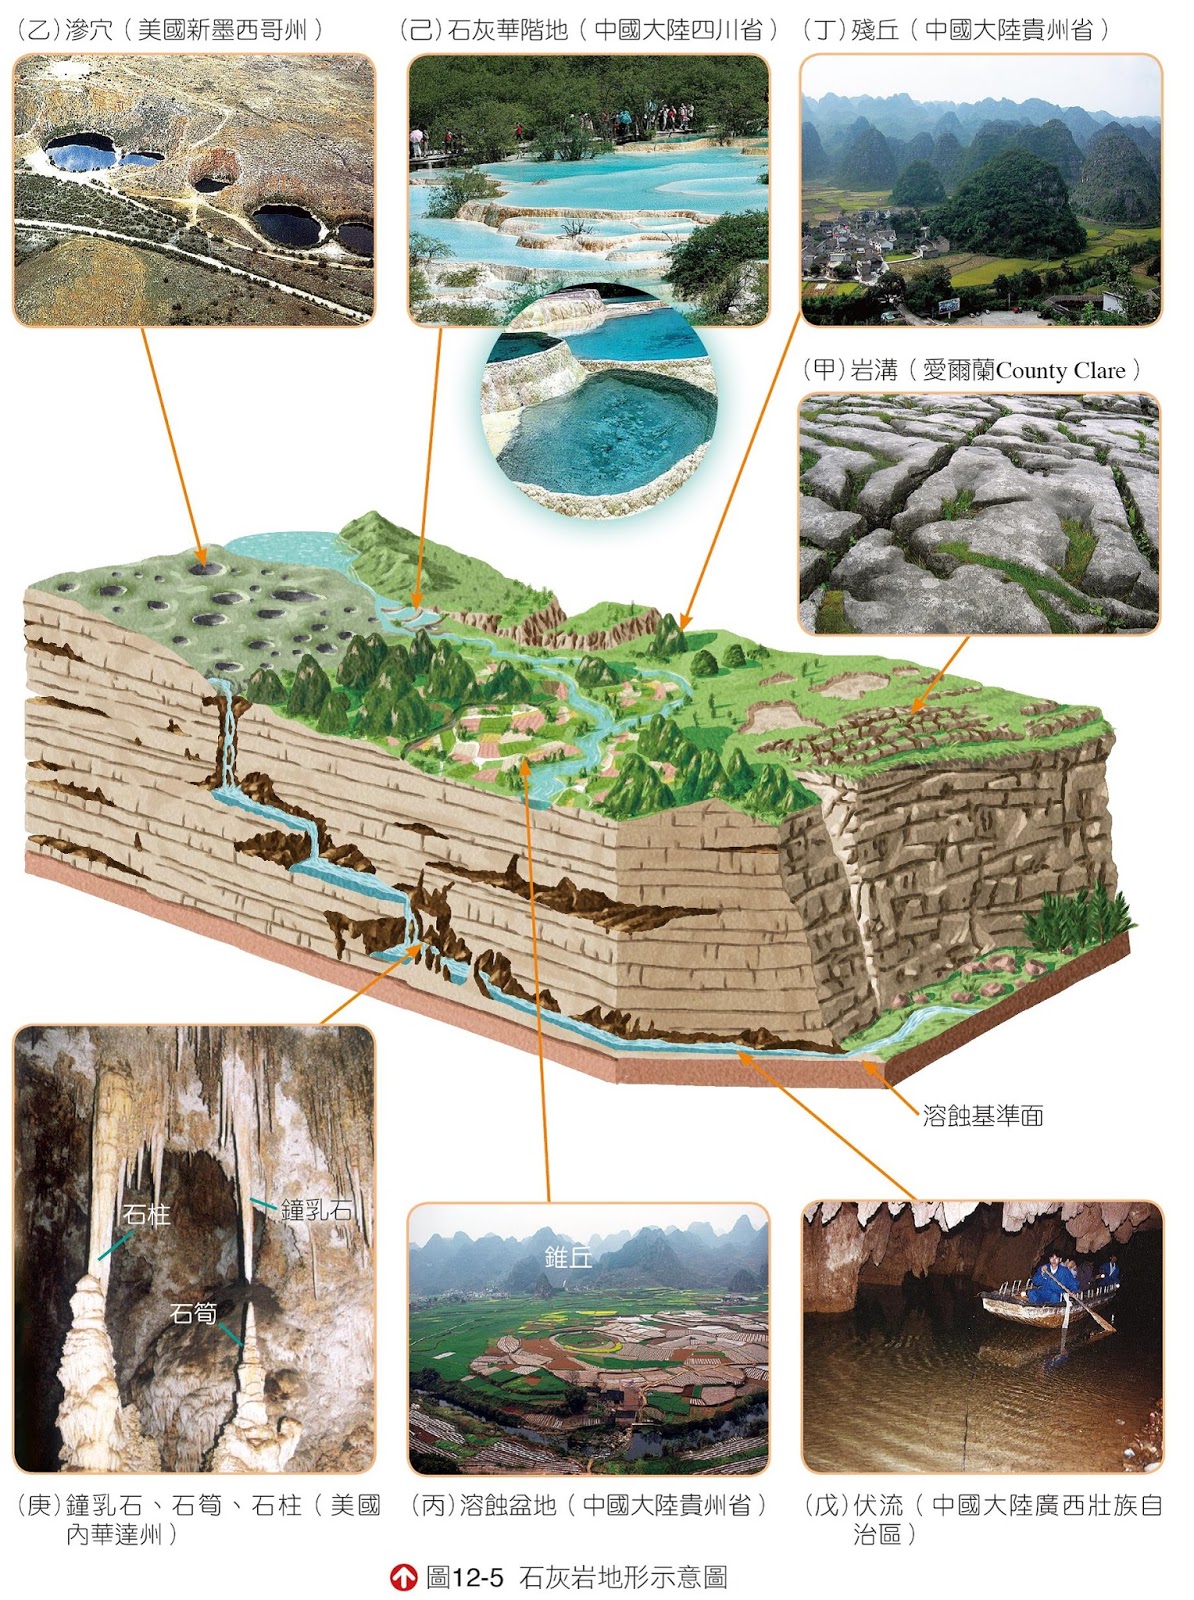 (乙)滲穴（美國新墨西哥州）
(己)石灰華階地（中國大陸四川省）
(丁)殘丘（中國大陸貴州省）
(甲)岩溝（愛爾蘭County Clare）
溶蝕基準面
石柱
鐘乳石
石筍
錐丘
(庚)鐘乳石、石筍、石柱（美國
內華達州）
(丙)溶蝕盆地（中國大陸貴州省）
(戊)伏流（中國大陸廣西壯族自
治區）
圖12-5 石灰岩地形示意圖